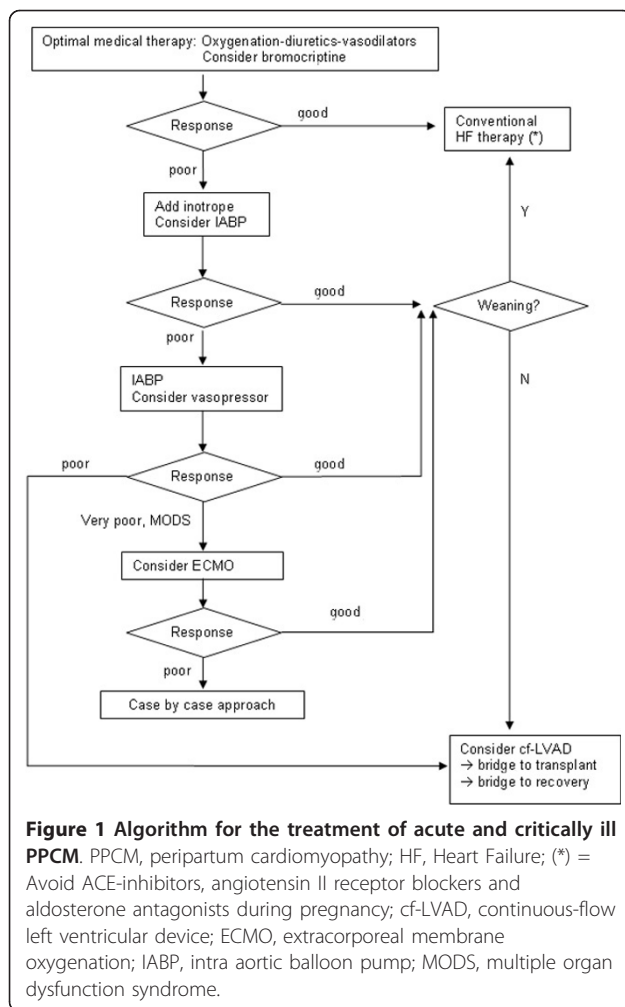 Optimal medical therapy: Oxygenation-diuretics-vasodilators
Consider bromocriptine
Response
good
Conventional
HF therapy (*)
poor
Add inotrope
Consider IABP
Y
Response
good
Weaning?
poor
IABP
Consider vasopressor
N
poor
Response
good
Very poor, MODS
Consider ECMO
Response
good
poor
Case by case approach
Consider cf-LVAD
→ bridge to transplant
→ bridge to recovery
Figure 1 Algorithm for the treatment of acute and critically ill
PPCM. PPCM, peripartum cardiomyopathy; HF, Heart Failure; (*) =
Avoid ACE-inhibitors, angiotensin II receptor blockers and
aldosterone antagonists during pregnancy; cf-LVAD, continuous-flow
left ventricular device; ECMO, extracorporeal membrane
oxygenation; IABP, intra aortic balloon pump; MODS, multiple organ
dysfunction syndrome.